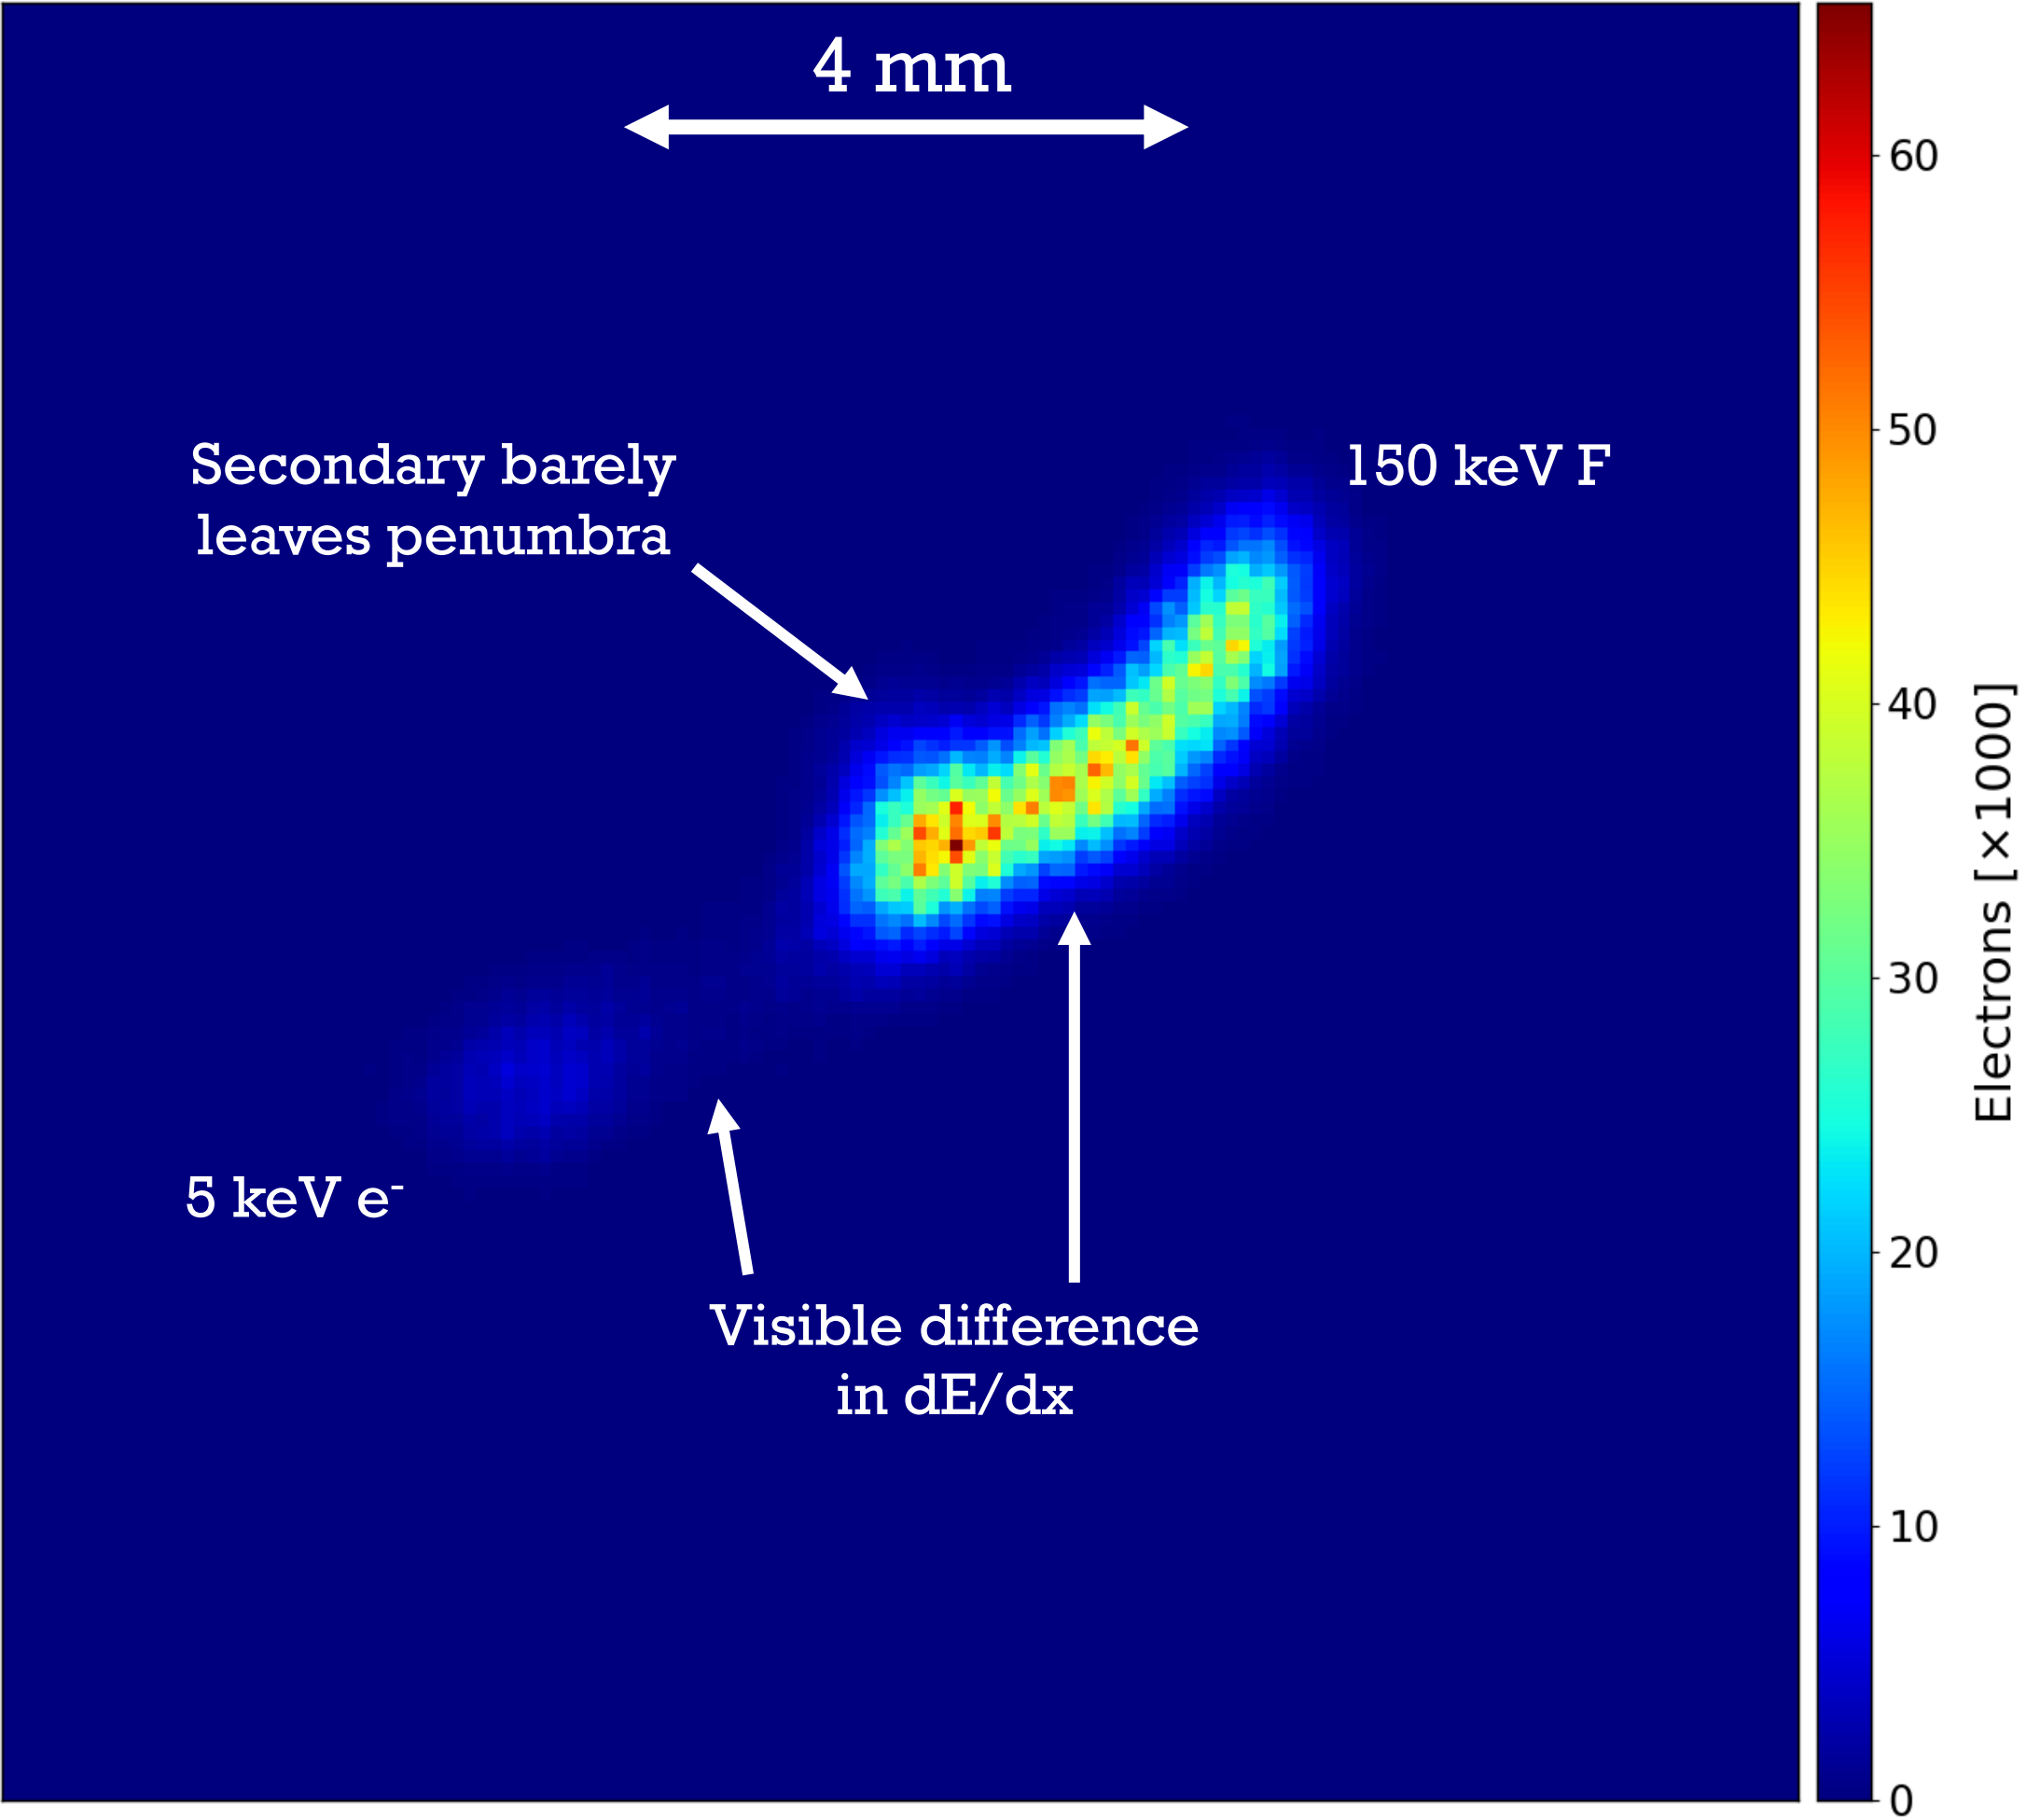 4 mm
Secondary barely
leaves penumbra
150 keV F
5 keV e⁻
Visible difference
in dE/dx
60
50
40
30
20
10
0
Electrons [×1000]